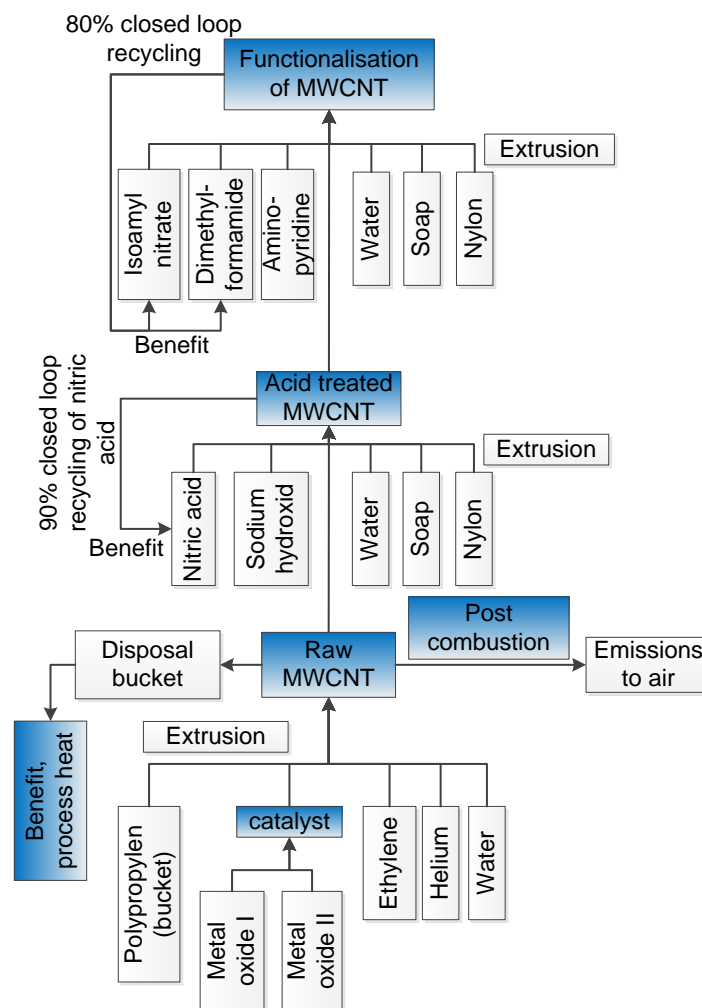 80% closed loop
recycling
Functionalisation
of MWCNT
Extrusion
Isoamyl
nitrate
Dimethyl-
formamide
Amino-
pyridine
Water
Soap
Nylon
Benefit
90% closed loop
recycling of nitric
acid
Acid treated
MWCNT
Extrusion
Nitric acid
Sodium
hydroxid
Water
Soap
Nylon
Benefit
Post
combustion
Disposal
bucket
Raw
MWCNT
Emissions
to air
Benefit,
process heat
Extrusion
Polypropylen
(bucket)
catalyst
Ethylene
Helium
Water
Metal
oxide I
Metal
oxide II